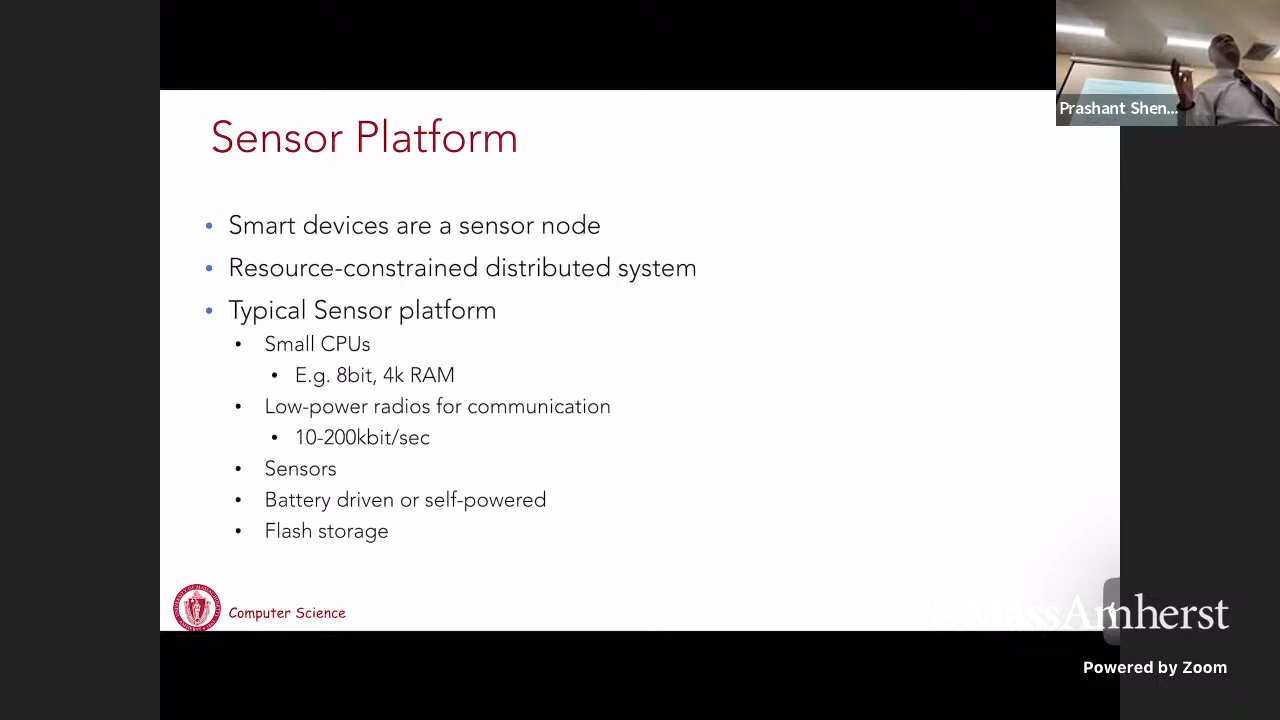 Prashant Shen...
Sensor Platform
• Smart devices are a sensor node
• Resource-constrained distributed system
• Typical Sensor platform
• Small CPUs
• E.g. 8bit, 4k RAM
• Low-power radios for communication
• 10-200kbit/sec
• Sensors
• Battery driven or self-powered
• Flash storage
Computer Science
UMassAmherst
Powered by Zoom